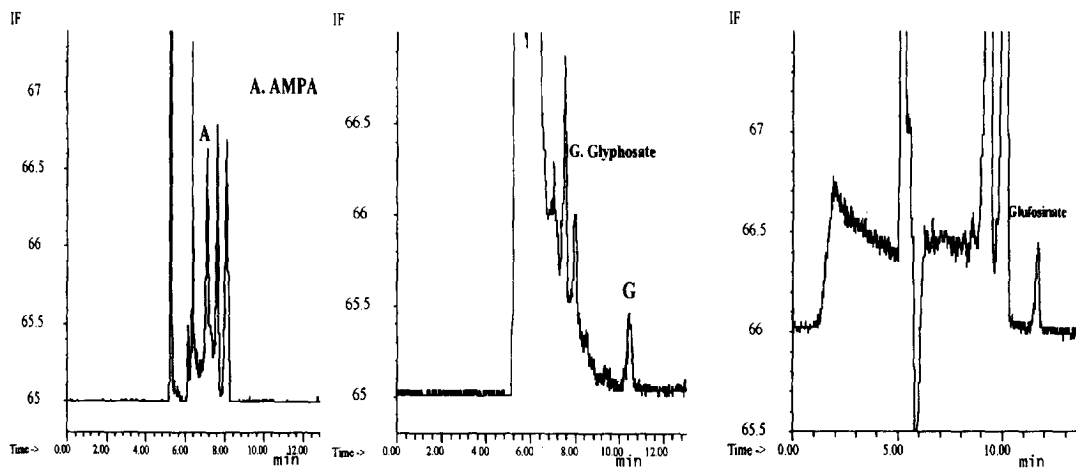 IF
67
A. AMPA
A
66.5
66
65.5
65
Time -> 0.00 2.00 4.00 6.00 8.00 10.00 12.00
min
IF
66.5
G. Glyphosate
66
65.5
G
65
Time -> 0.00 2.00 4.00 6.00 8.00 10.00
min
IF
67
66.5
Glufosinate
66
65.5
Time -> 0.00 5.00 10.00
min